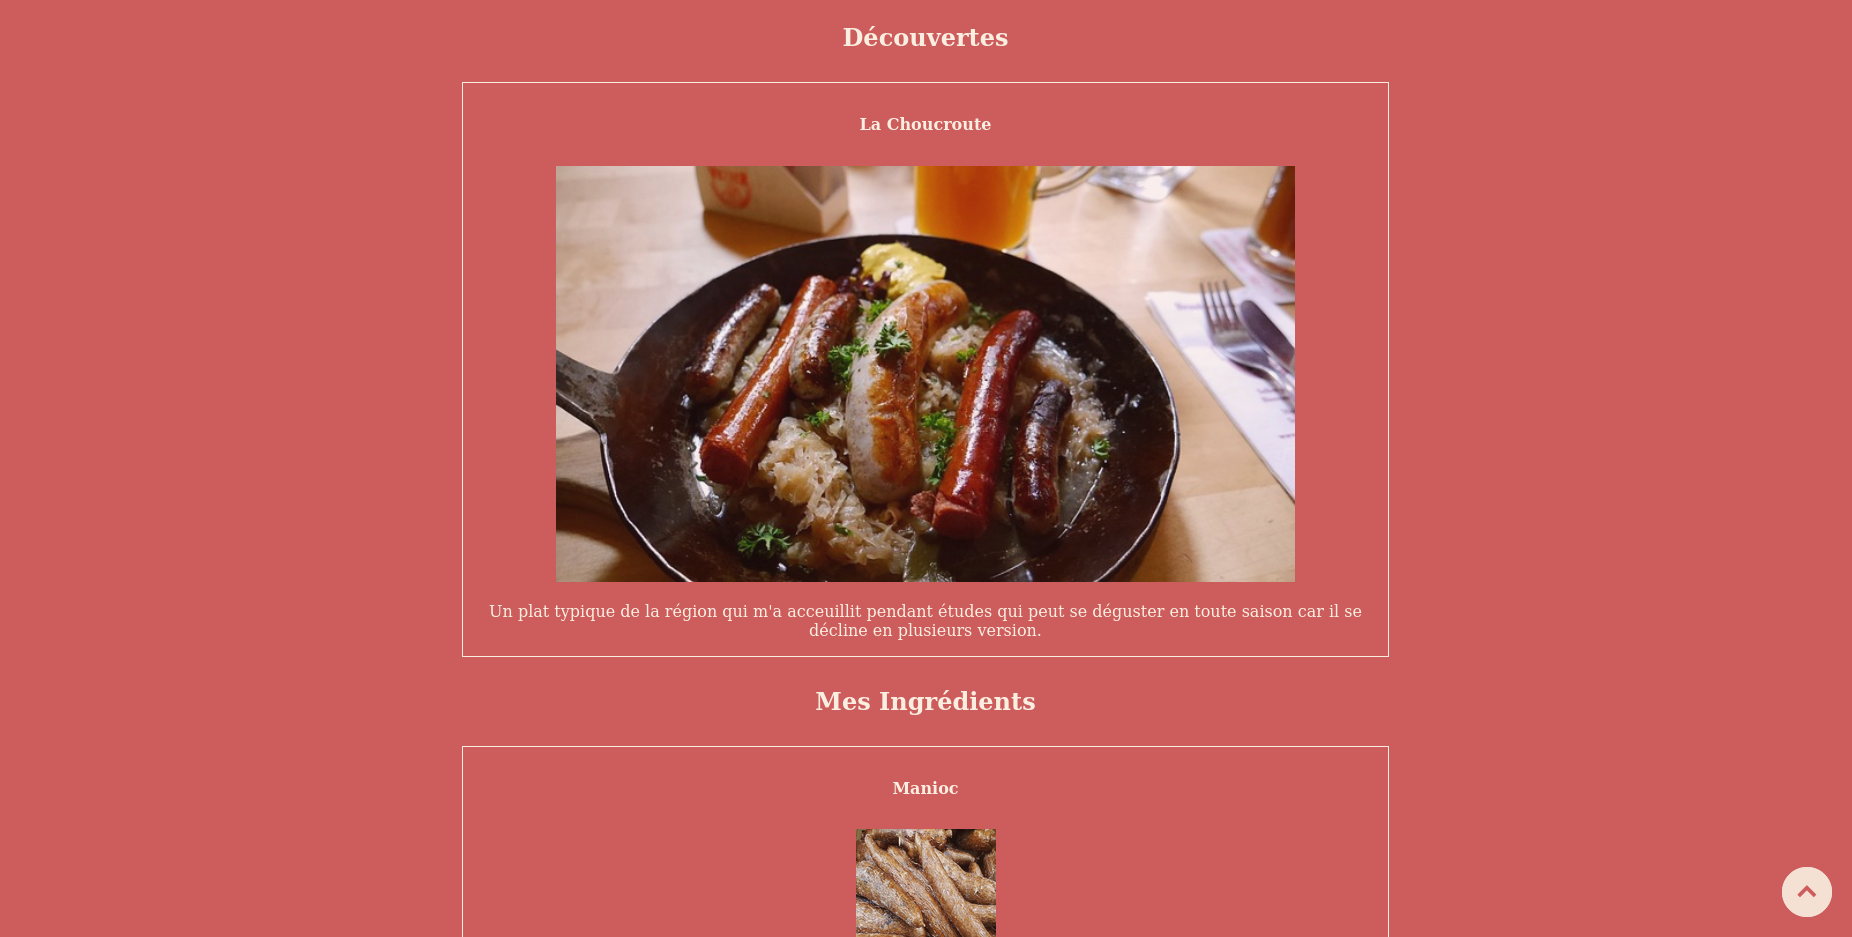 Découvertes
La Choucroute
Un plat typique de la région qui m'a acceuillit pendant études qui peut se déguster en toute saison car il se
décline en plusieurs version.
Mes Ingrédients
Manioc